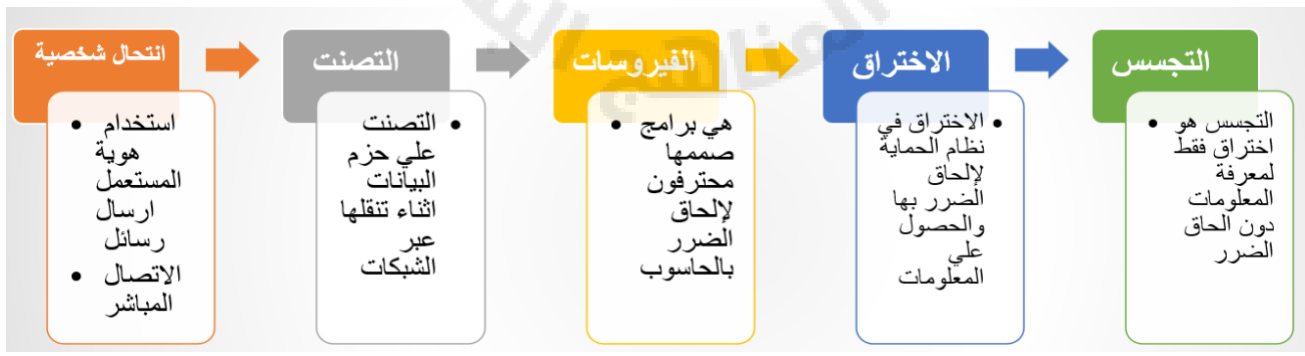 التجسس
التجسس هو
اختراق فقط
لمعرفة
المعلومات
دون الحاق
الضرر
الاختراق
الاختراق في
نظام الحماية
لإلحاق
الضرر بها
والحصول
علي
المعلومات
الفيروسات
هي برامج
صممها
محترفون
لإلحاق
الضرر
بالحاسوب
التصنت
التصنت
علي حزم
البيانات
اثناء تنقلها
عبر
الشبكات
انتحال شخصية
استخدام
هوية
المستعمل
ارسال
رسائل
الاتصال
المباشر
المناهج